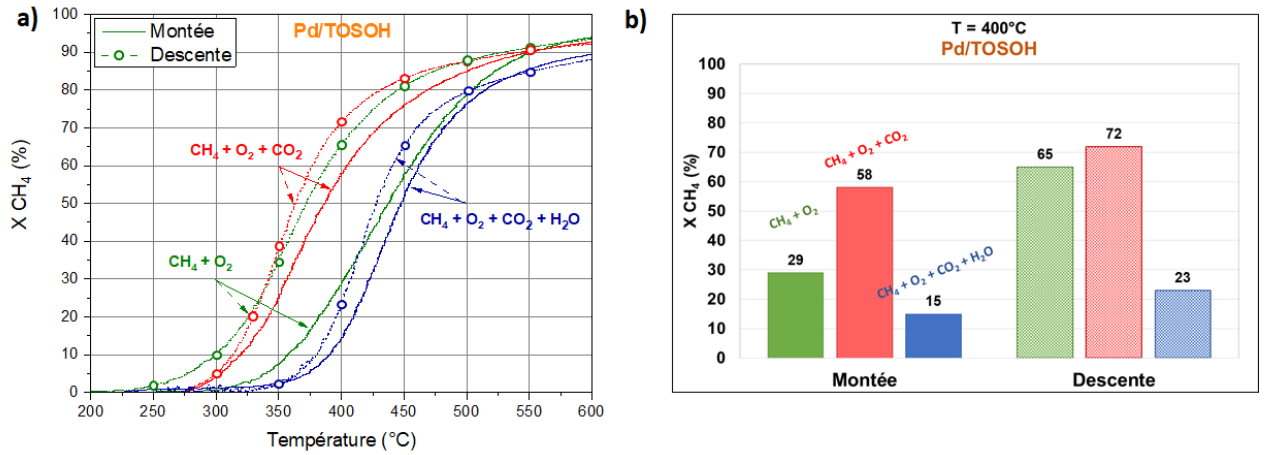 a)
Pd/TOSOH
Montée
Descente
100
90
80
70
60
50
40
30
20
10
0
X CH₄ (%)
CH₄ + O₂ + CO₂
CH₄ + O₂ + CO₂ + H₂O
CH₄ + O₂
200 250 300 350 400 450 500 550 600
Température (°C)
b)
T = 400°C
Pd/TOSOH
100
90
80
70
60
50
40
30
20
10
0
X CH₄ (%)
CH₄ + O₂
29
CH₄ + O₂ + CO₂
58
CH₄ + O₂ + CO₂ + H₂O
15
65
72
23
Montée
Descente